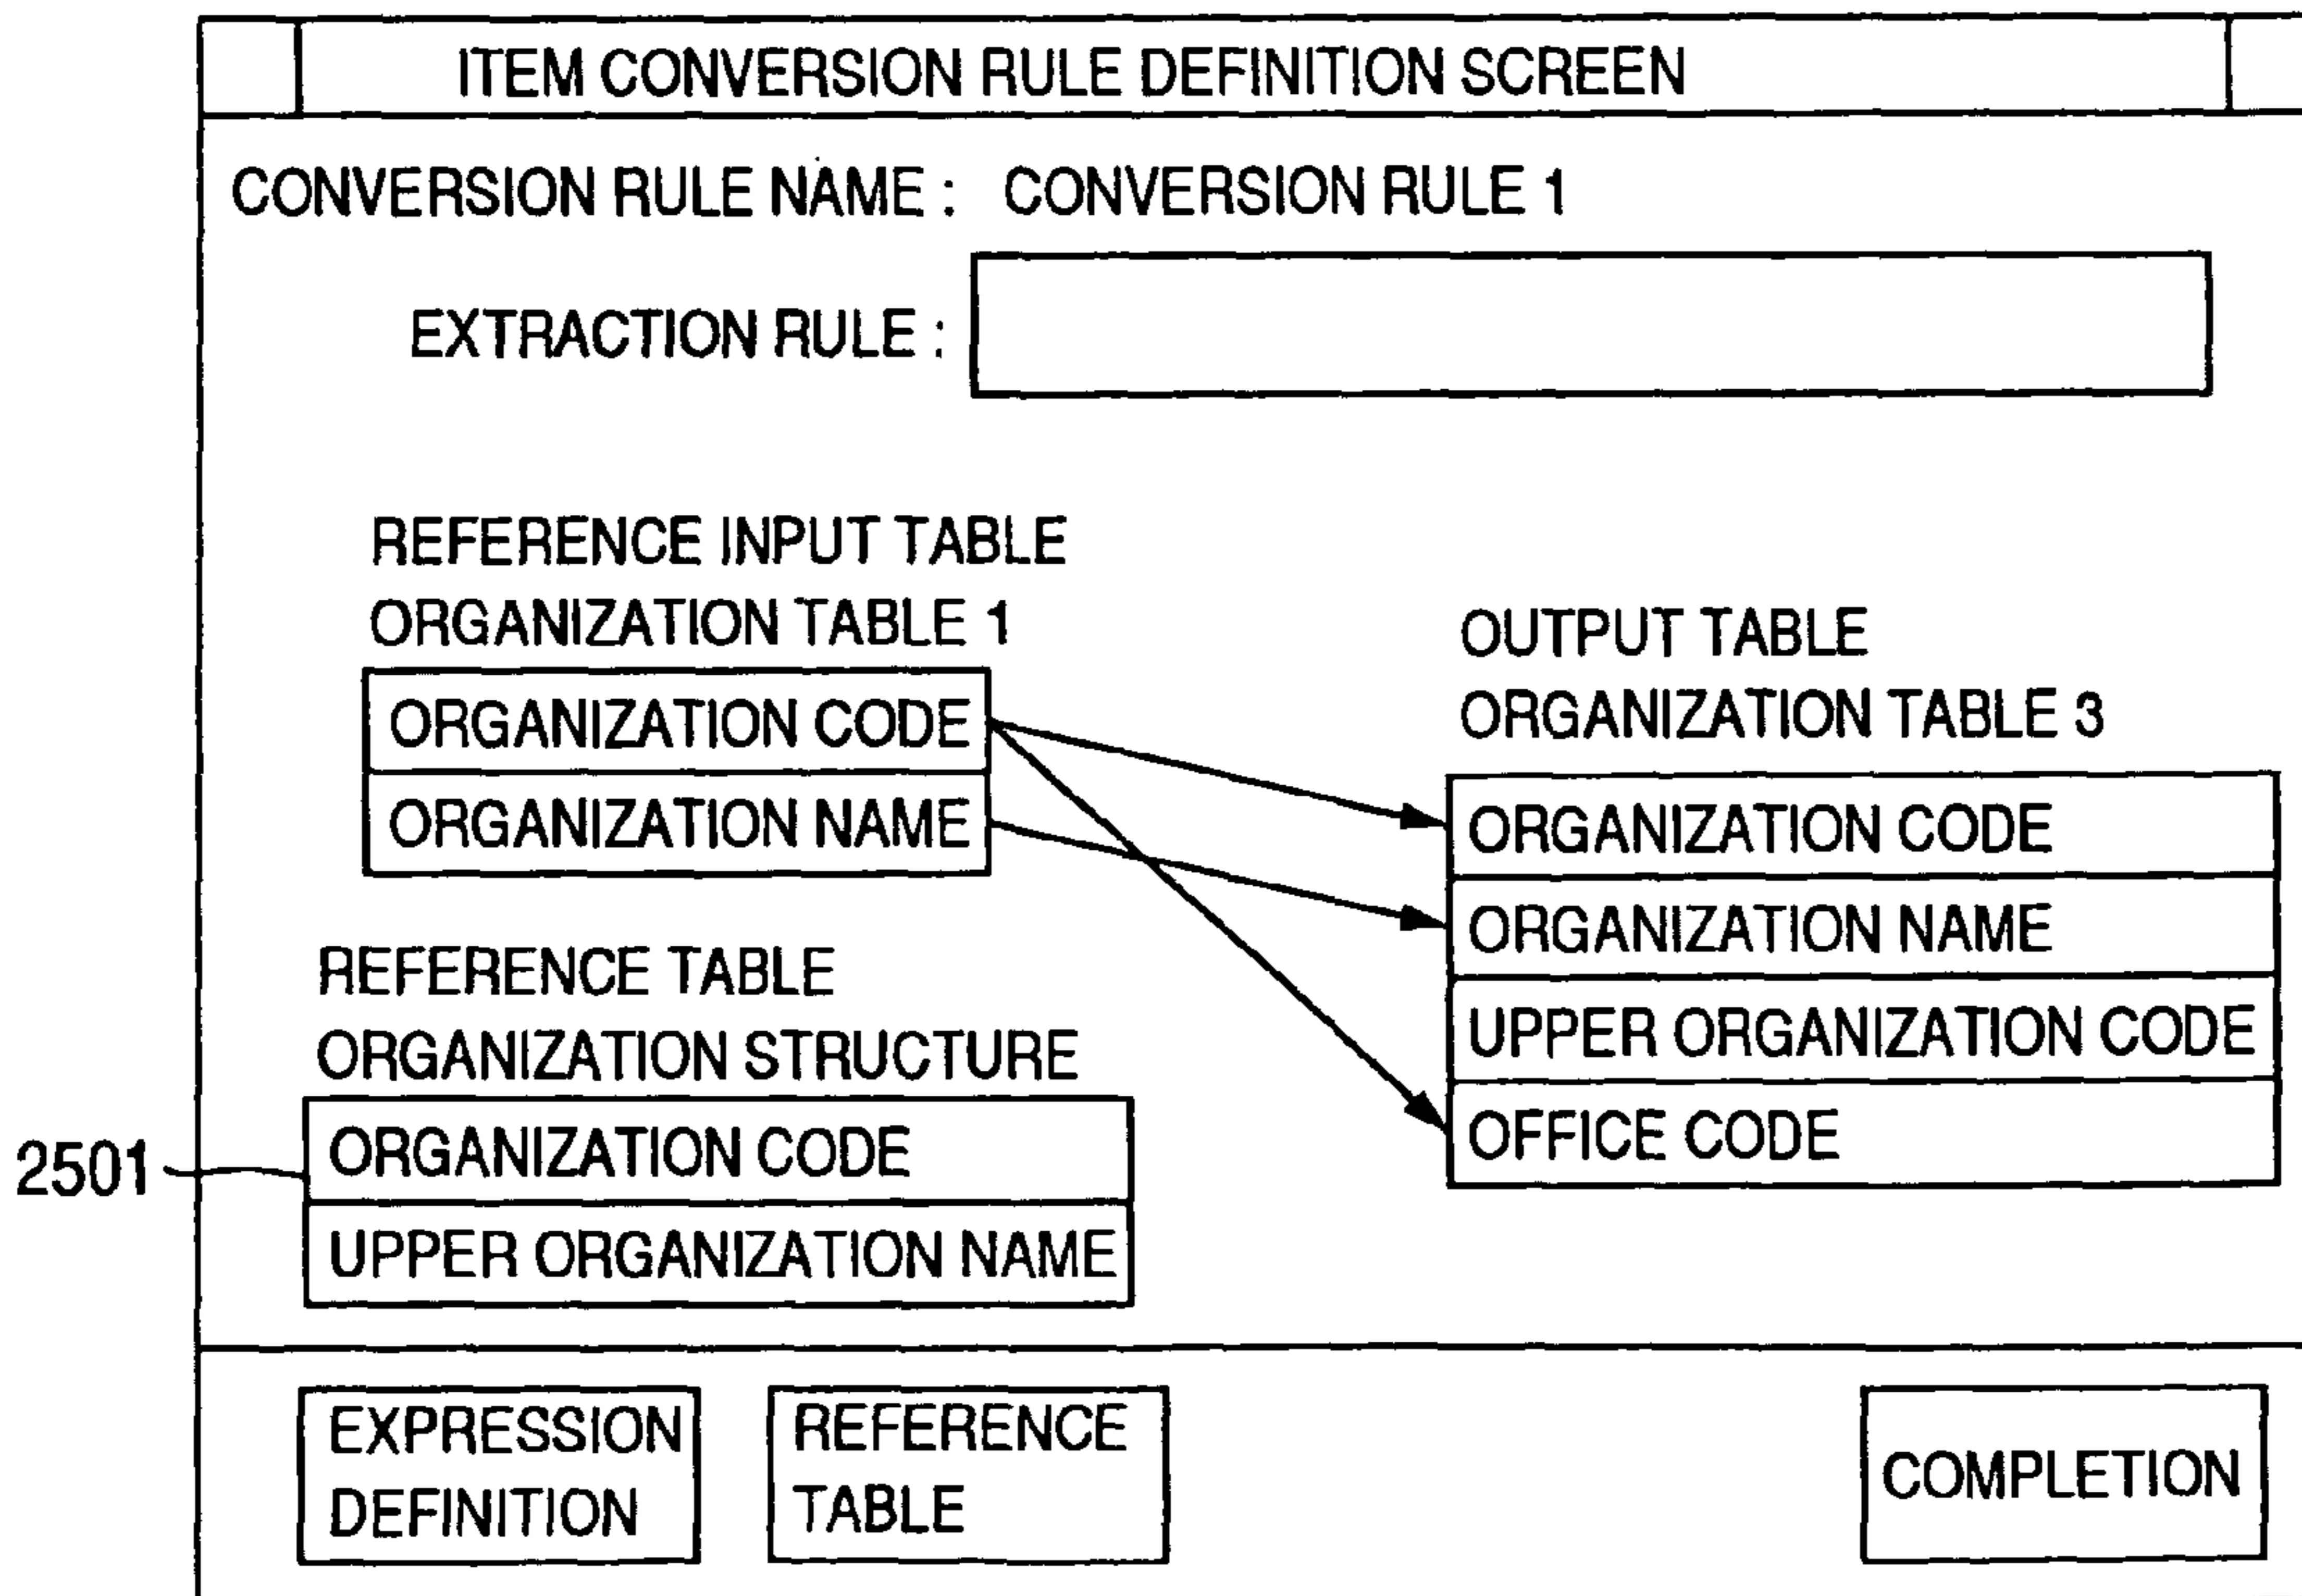 ITEM CONVERSION RULE DEFINITION SCREEN
CONVERSION RULE NAME : CONVERSION RULE 1
EXTRACTION RULE :
REFERENCE INPUT TABLE
ORGANIZATION TABLE 1
ORGANIZATION CODE
ORGANIZATION NAME
OUTPUT TABLE
ORGANIZATION TABLE 3
ORGANIZATION CODE
ORGANIZATION NAME
UPPER ORGANIZATION CODE
OFFICE CODE
REFERENCE TABLE
ORGANIZATION STRUCTURE
2501
ORGANIZATION CODE
UPPER ORGANIZATION NAME
EXPRESSION
DEFINITION
REFERENCE
TABLE
COMPLETION